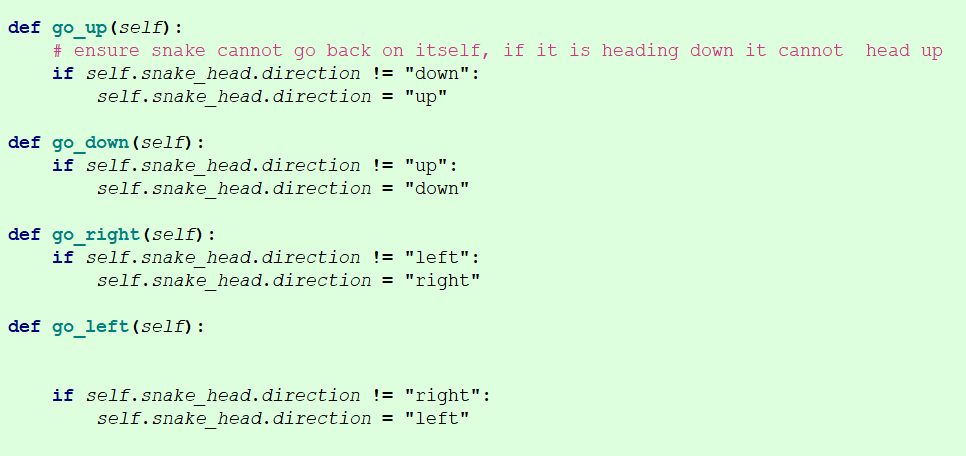 def go_up(self):
    # ensure snake cannot go back on itself, if it is heading down it cannot  head up
    if self.snake_head.direction != "down":
        self.snake_head.direction = "up"

def go_down(self):
    if self.snake_head.direction != "up":
        self.snake_head.direction = "down"

def go_right(self):
    if self.snake_head.direction != "left":
        self.snake_head.direction = "right"

def go_left(self):


    if self.snake_head.direction != "right":
        self.snake_head.direction = "left"